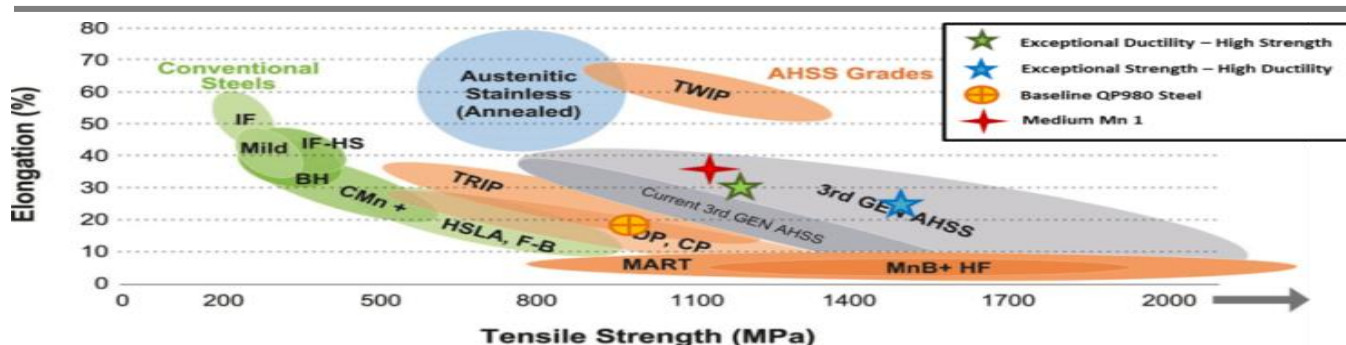 80
70
60
50
40
30
20
10
0
Elongation (%)
Conventional
Steels
IF
Mild
IF-HS
BH
CMn +
HSLA, F-B
TRIP
DP, CP
MART
MnB+ HF
Austenitic
Stainless
(Annealed)
TWIP
AHSS Grades
Current 3rd GEN AHSS
3rd GEN AHSS
Exceptional Ductility – High Strength
Exceptional Strength – High Ductility
Baseline QP980 Steel
Medium Mn 1
0 200 500 800 1100 1400 1700 2000
Tensile Strength (MPa)